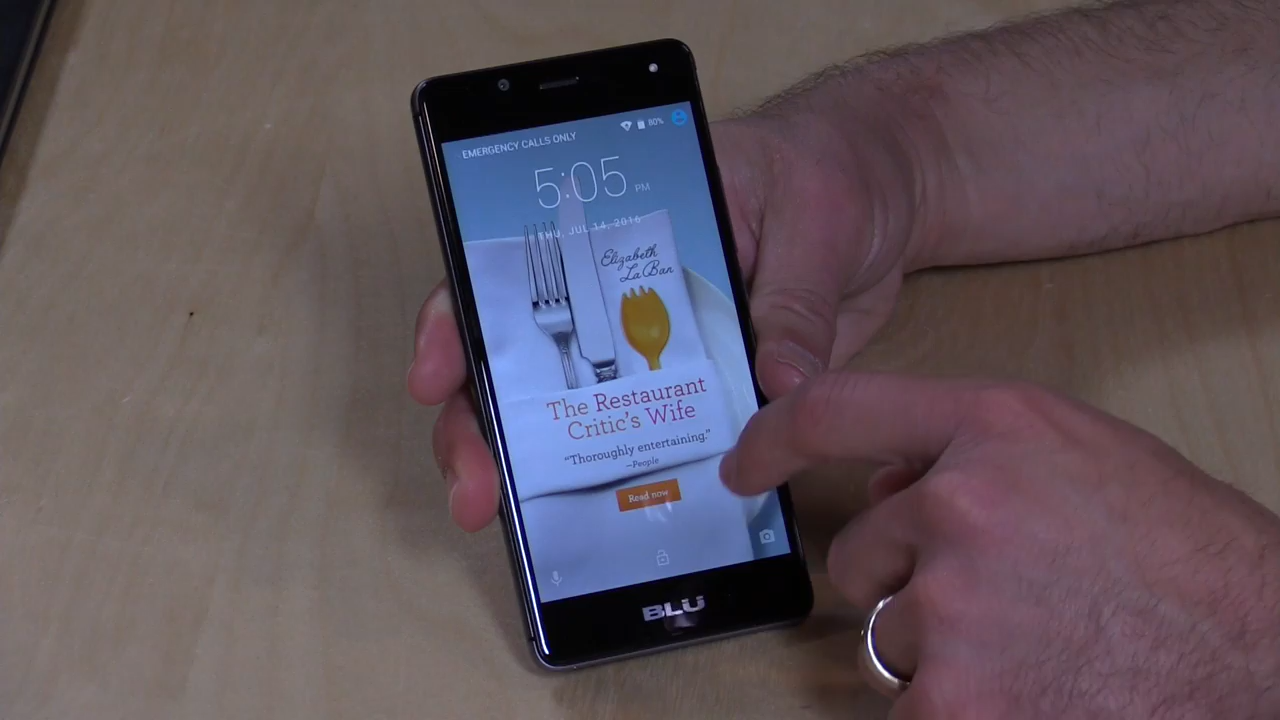 EMERGENCY CALLS ONLY
80%
5:05 PM
THU, JUL 14, 2016
Elizabeth
LaBan
The Restaurant
Critic's Wife
“Thoroughly entertaining.”
—People
Read now
BLU